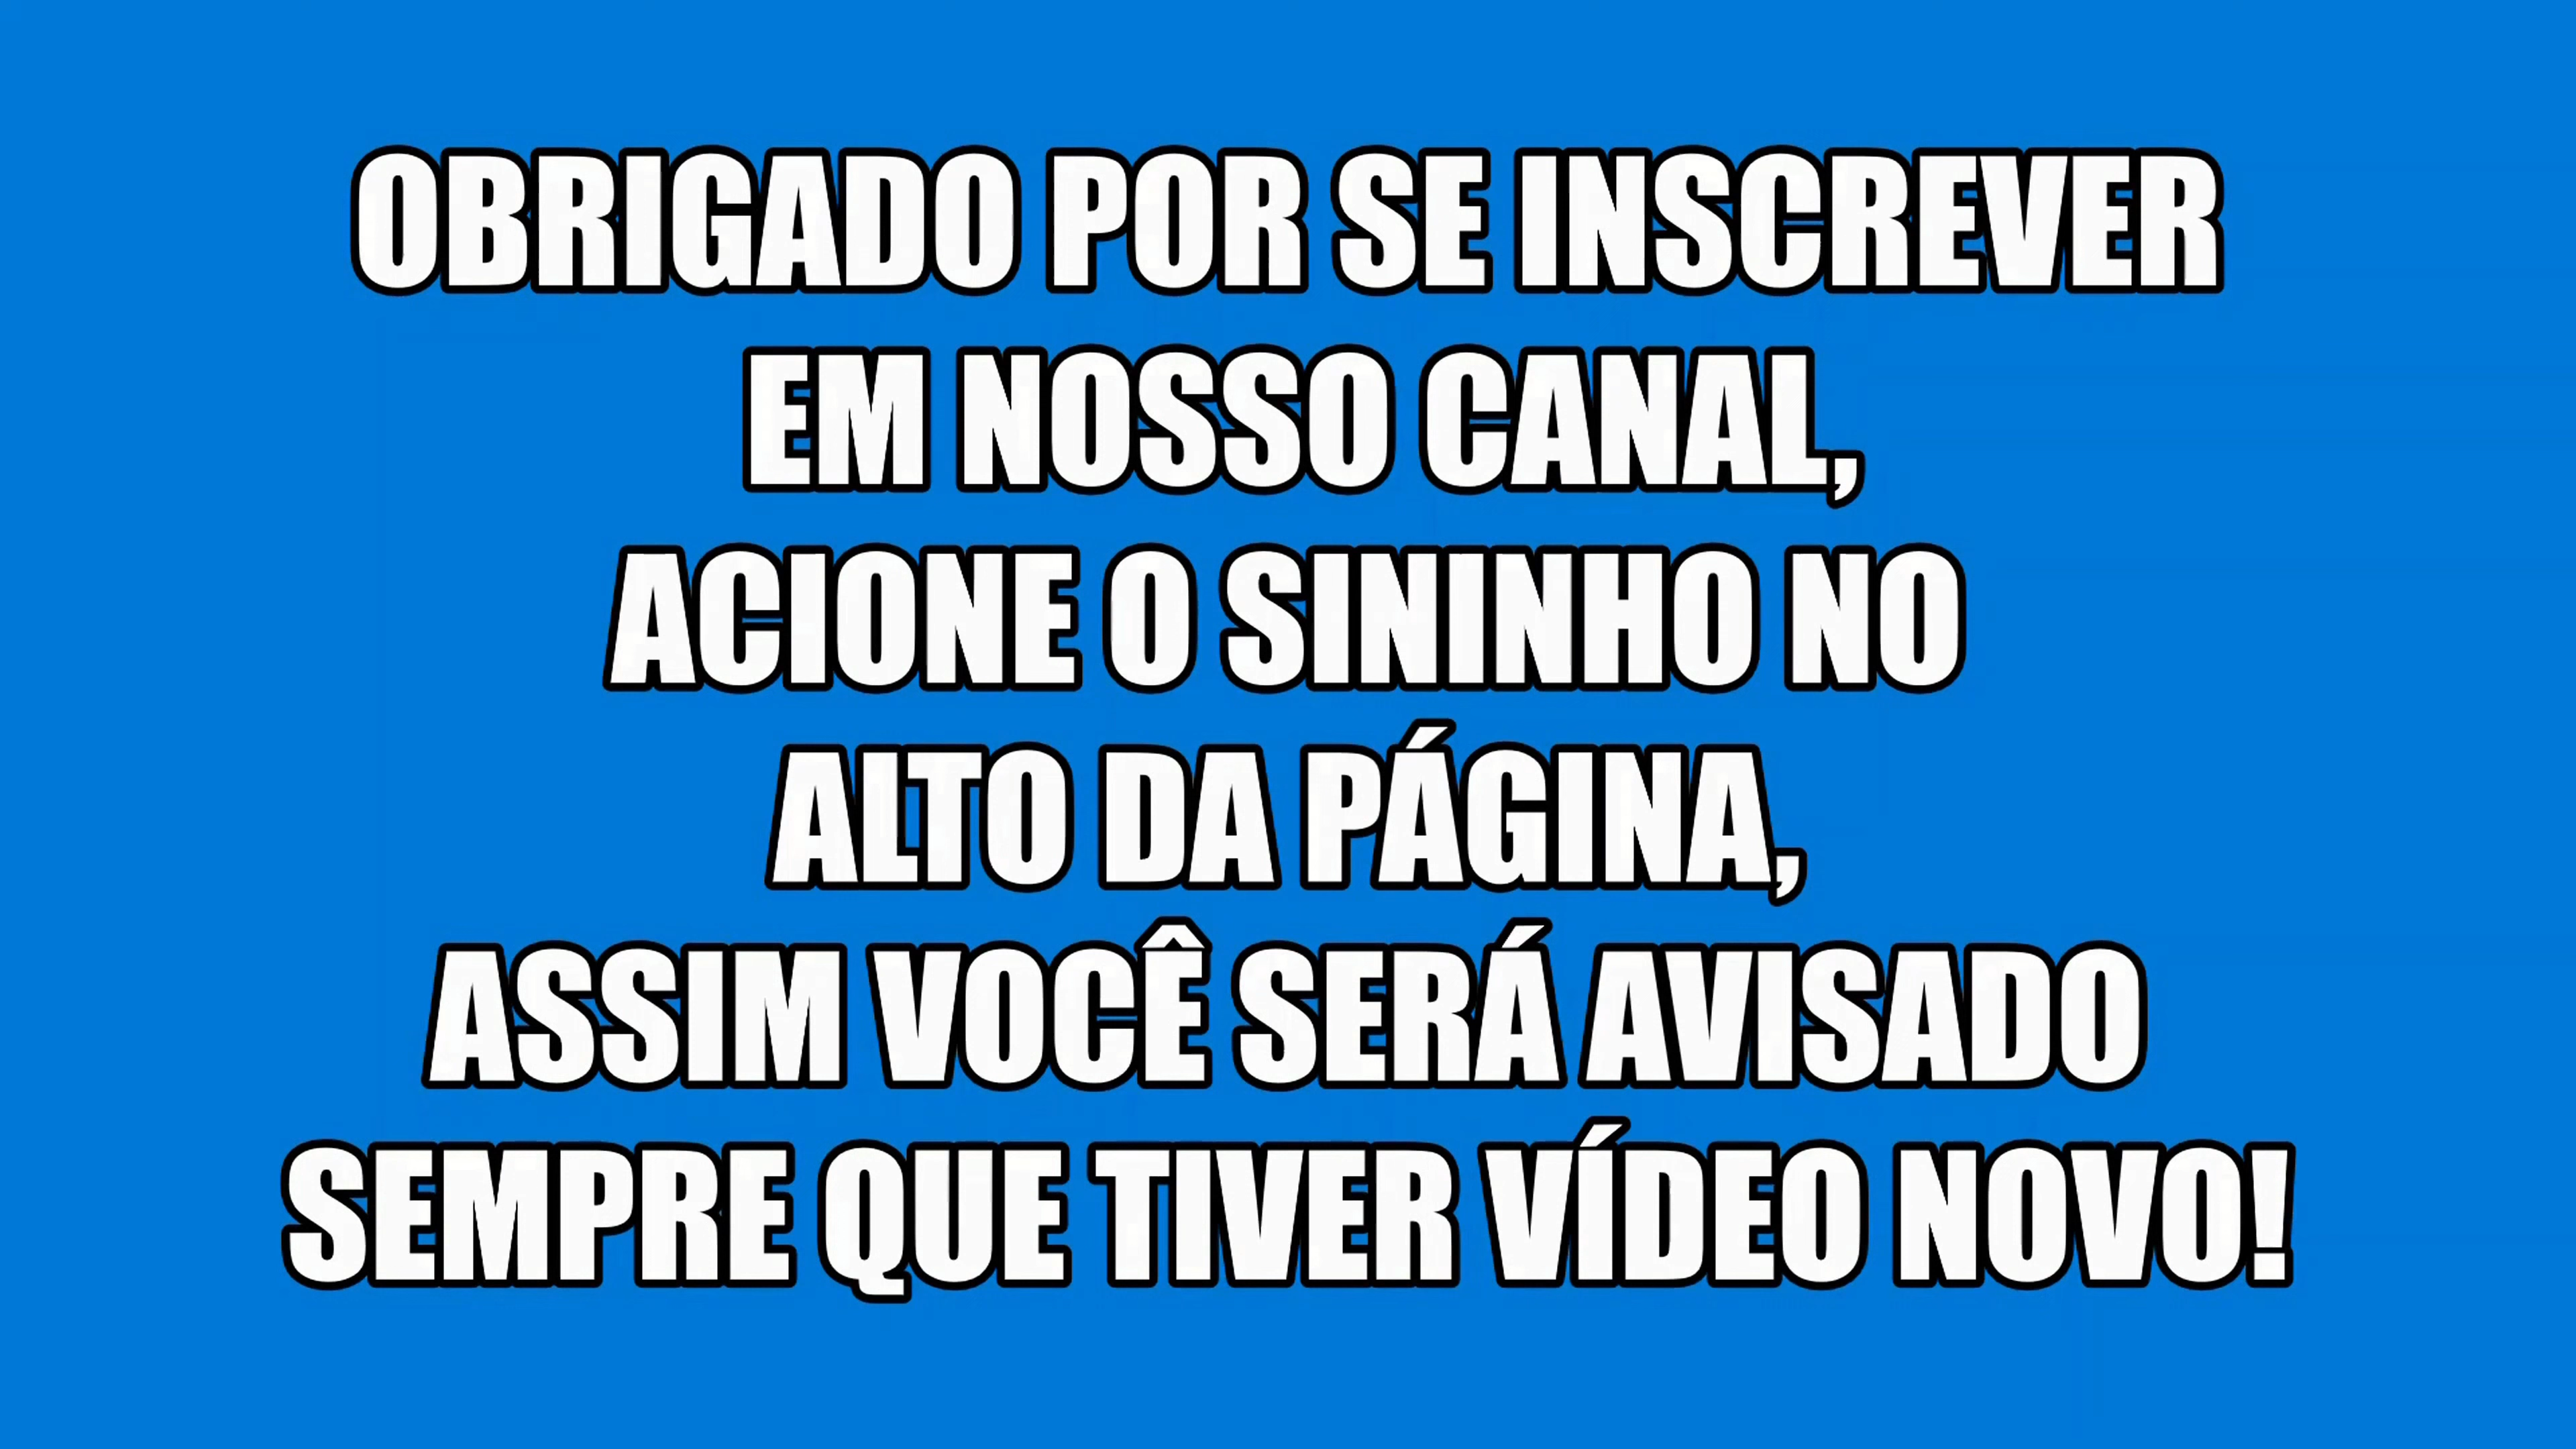 OBRIGADO POR SE INSCREVER
EM NOSSO CANAL,
ACIONE O SININHO NO
ALTO DA PÁGINA,
ASSIM VOCÊ SERÁ AVISADO
SEMPRE QUE TIVER VÍDEO NOVO!